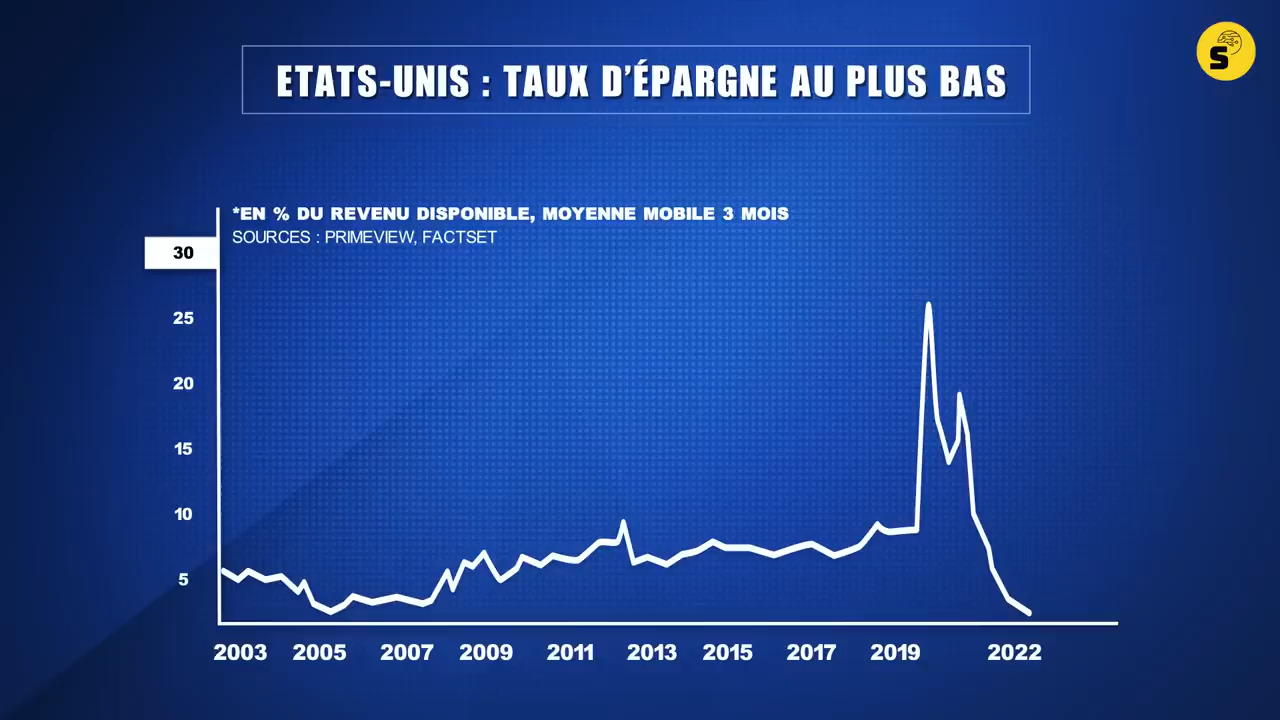 S
ETATS-UNIS : TAUX D'ÉPARGNE AU PLUS BAS
*EN % DU REVENU DISPONIBLE, MOYENNE MOBILE 3 MOIS
SOURCES : PRIMEVIEW, FACTSET
30
25
20
15
10
5
2003 2005 2007 2009 2011 2013 2015 2017 2019 2022